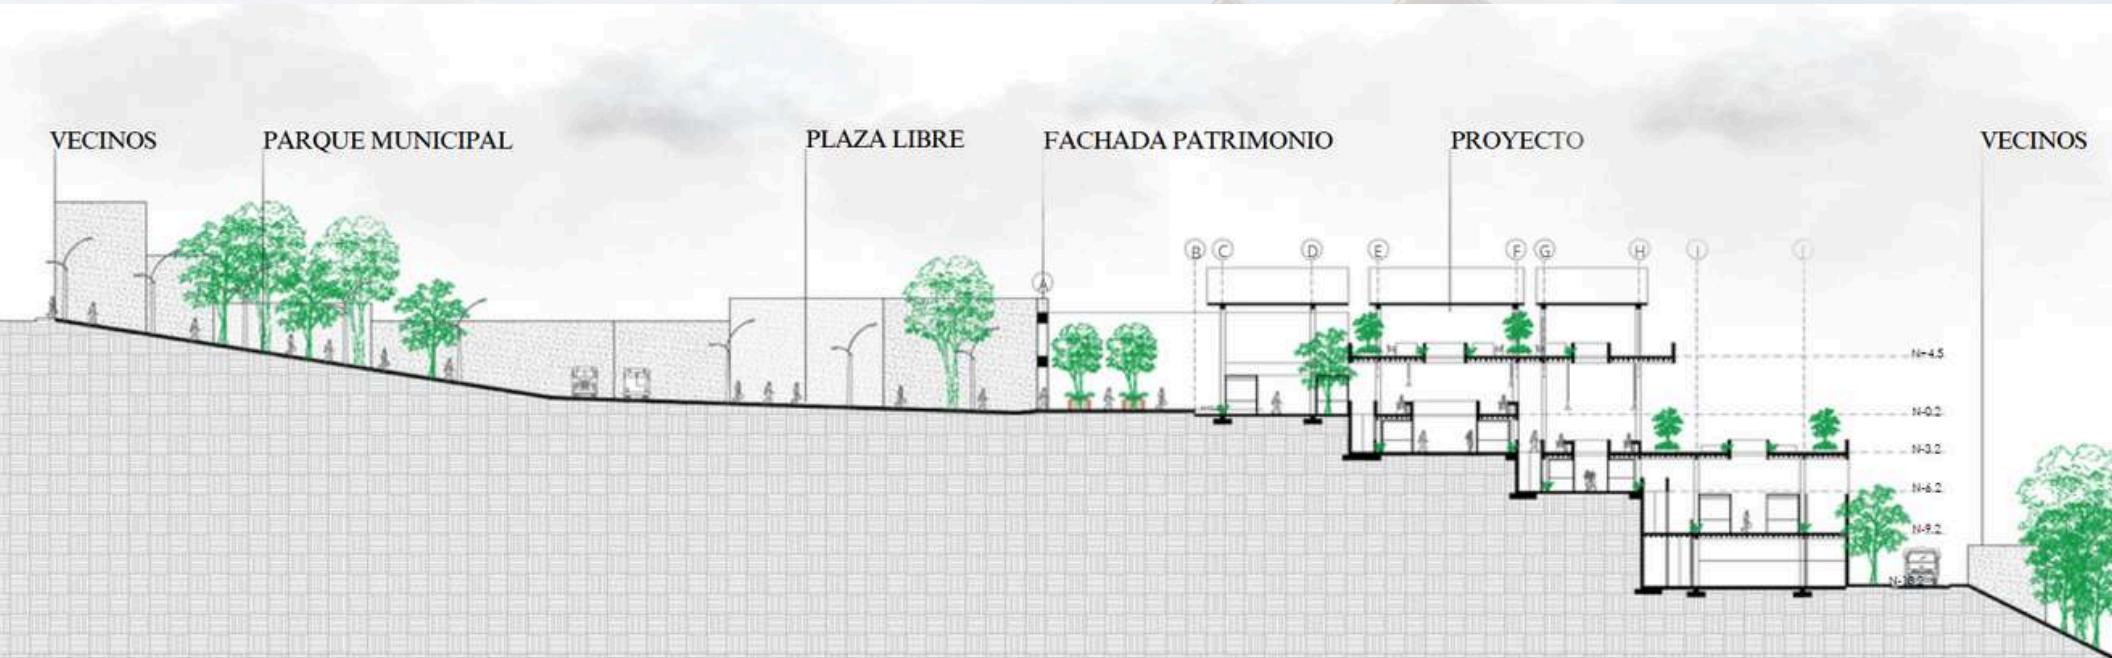 VECINOS
PARQUE MUNICIPAL
PLAZA LIBRE
FACHADA PATRIMONIO
PROYECTO
VECINOS
A
B
C
D
E
F
G
H
I
N+4.5
N-0.2
N-3.2
N-6.2
N-9.2